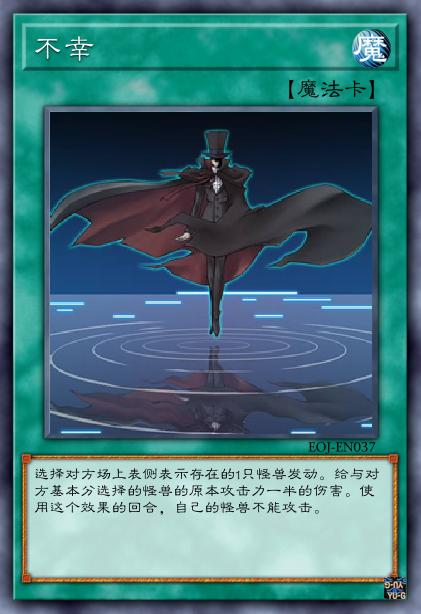 不幸
魔
【魔法卡】
EOJ-EN037
选择对方场上表侧表示存在的1只怪兽发动。给与对
方基本分选择的怪兽的原本攻击力一半的伤害。使
用这个效果的回合，自己的怪兽不能攻击。